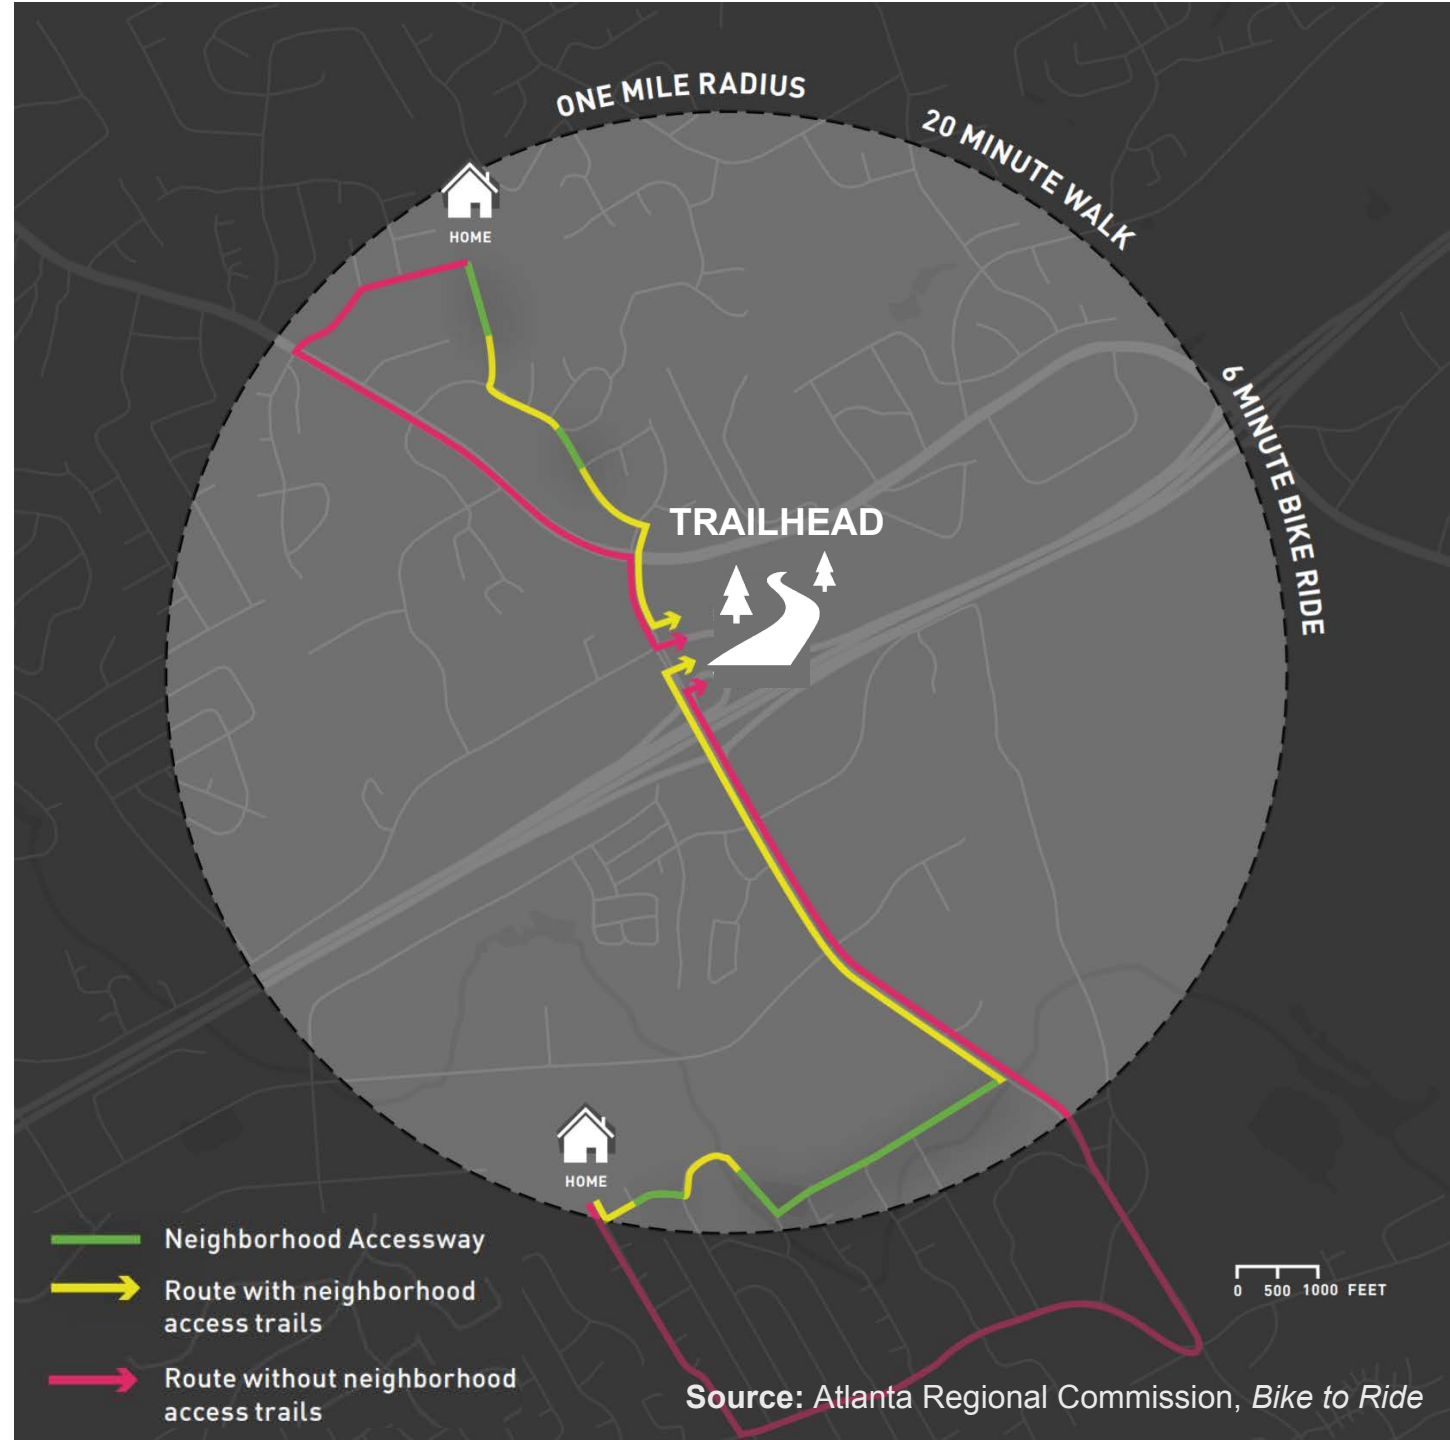 ONE MILE RADIUS
20 MINUTE WALK
6 MINUTE BIKE RIDE
HOME
TRAILHEAD
HOME
Neighborhood Accessway
Route with neighborhood
access trails
Route without neighborhood
access trails
0 500 1000 FEET
Source: Atlanta Regional Commission, Bike to Ride